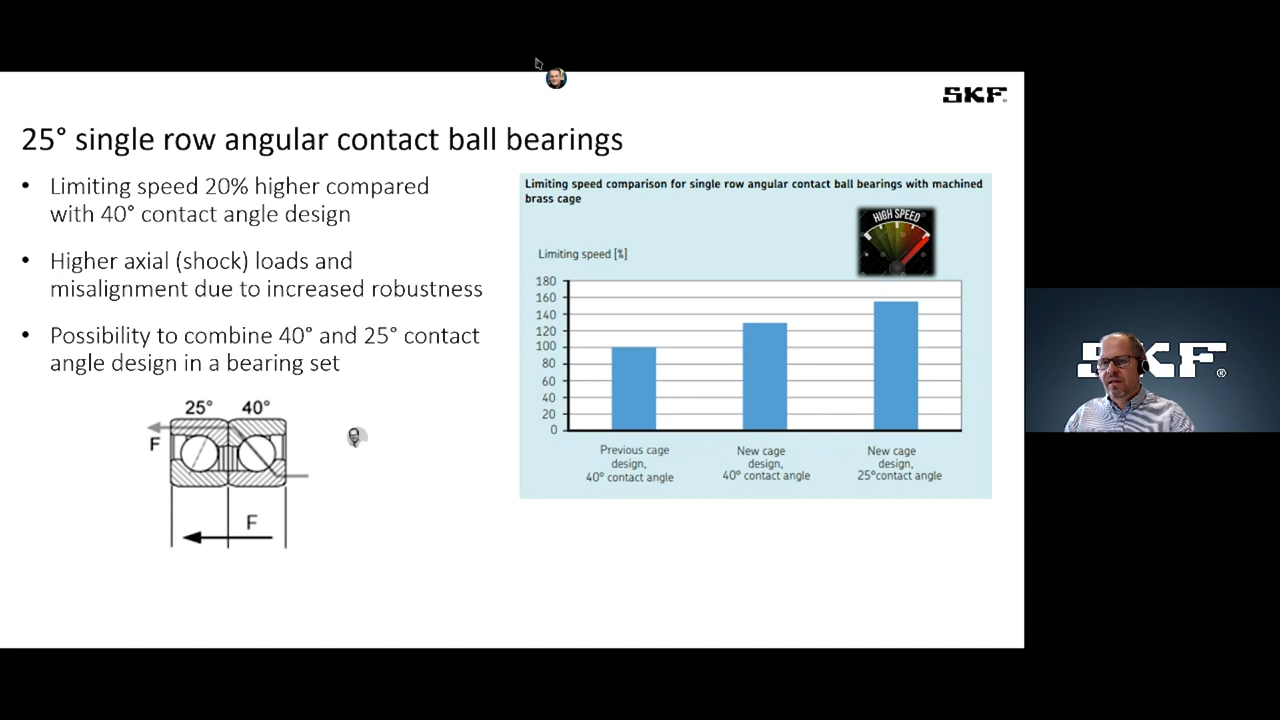 SKF®
25° single row angular contact ball bearings
• Limiting speed 20% higher compared
with 40° contact angle design
• Higher axial (shock) loads and
misalignment due to increased robustness
• Possibility to combine 40° and 25° contact
angle design in a bearing set
25° 40°
F
F
Limiting speed comparison for single row angular contact ball bearings with machined
brass cage
HIGH SPEED
Limiting speed [%]
180
160
140
120
100
80
60
40
20
0
Previous cage
design,
40° contact angle
New cage
design,
40° contact angle
New cage
design,
25°contact angle
SKF®